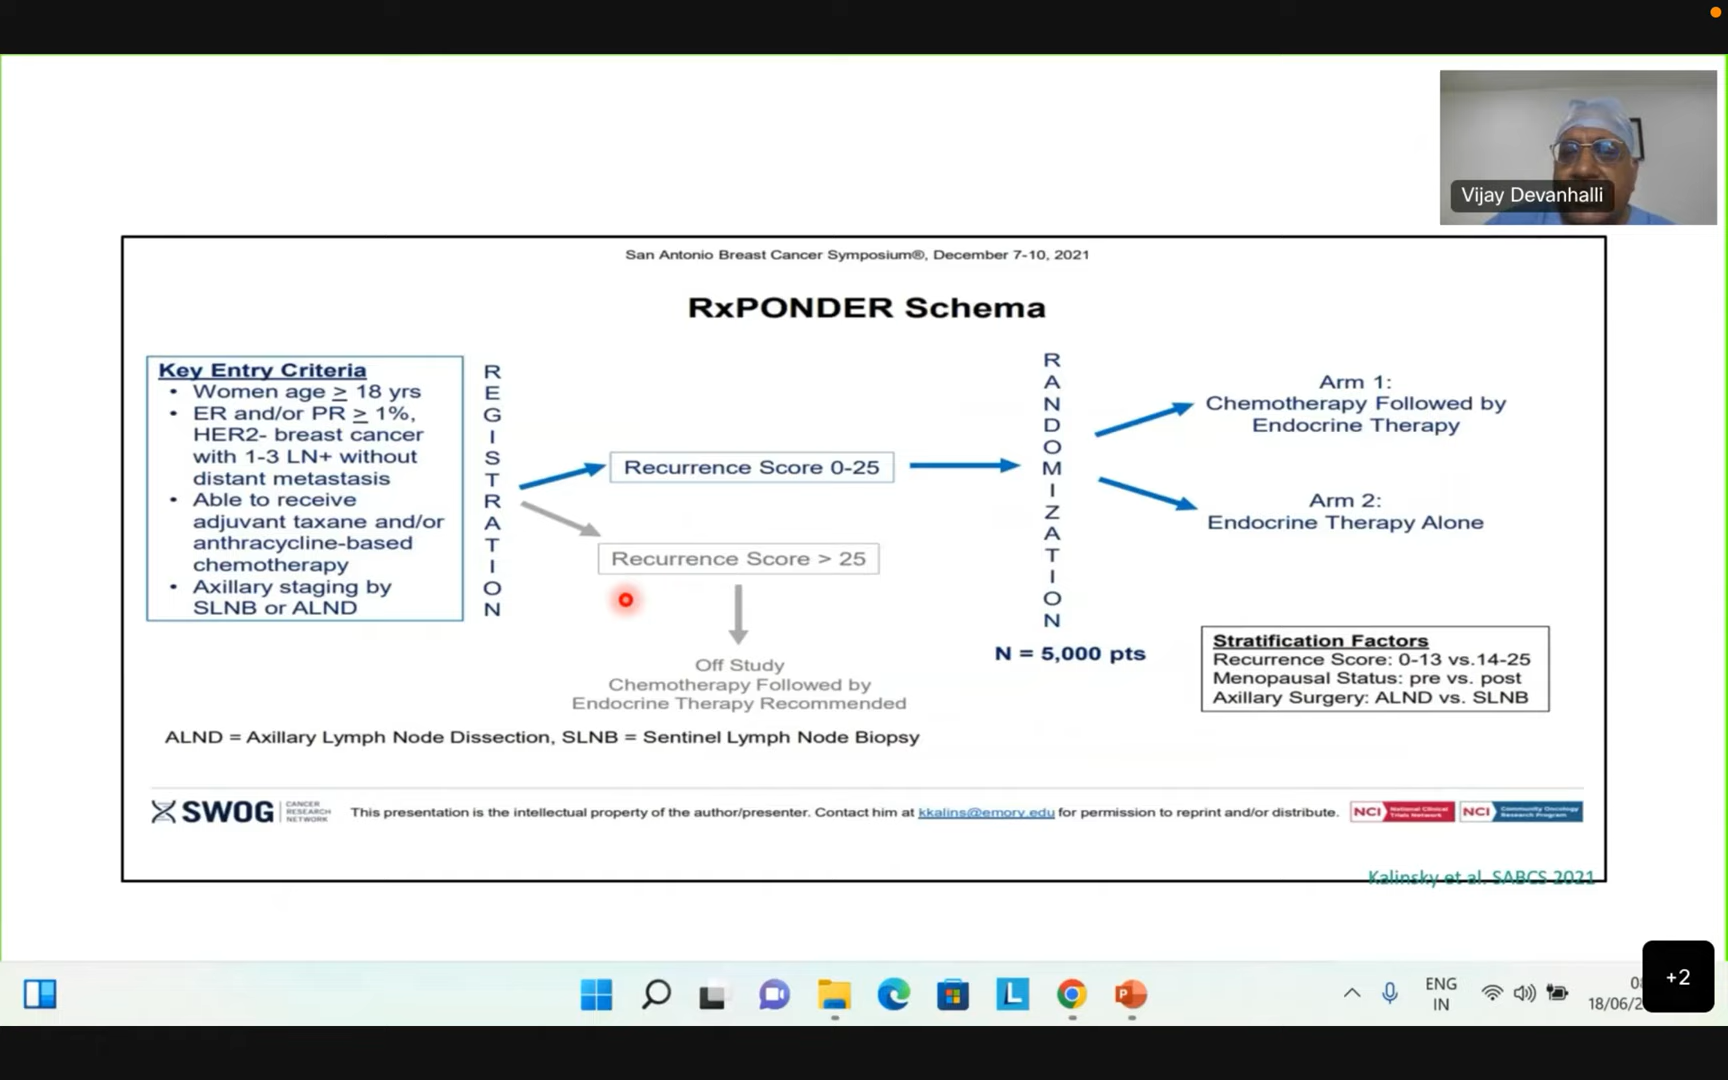 Vijay Devanhalli
San Antonio Breast Cancer Symposium®, December 7-10, 2021
RxPONDER Schema
Key Entry Criteria
• Women age ≥ 18 yrs
• ER and/or PR ≥ 1%,
HER2- breast cancer
with 1-3 LN+ without
distant metastasis
• Able to receive
adjuvant taxane and/or
anthracycline-based
chemotherapy
• Axillary staging by
SLNB or ALND
REGISTRATION
Recurrence Score 0-25
Recurrence Score > 25
Off Study
Chemotherapy Followed by
Endocrine Therapy Recommended
RANDOMIZATION
N = 5,000 pts
Arm 1:
Chemotherapy Followed by
Endocrine Therapy
Arm 2:
Endocrine Therapy Alone
Stratification Factors
Recurrence Score: 0-13 vs.14-25
Menopausal Status: pre vs. post
Axillary Surgery: ALND vs. SLNB
ALND = Axillary Lymph Node Dissection, SLNB = Sentinel Lymph Node Biopsy
SWOG CANCER RESEARCH NETWORK
This presentation is the intellectual property of the author/presenter. Contact him at kkalins@emory.edu for permission to reprint and/or distribute.
NCI National Clinical Trials Network
NCI Community Oncology Research Program
Kalinsky et al. SABCS 2021
ENG
IN
18/06/2
+2